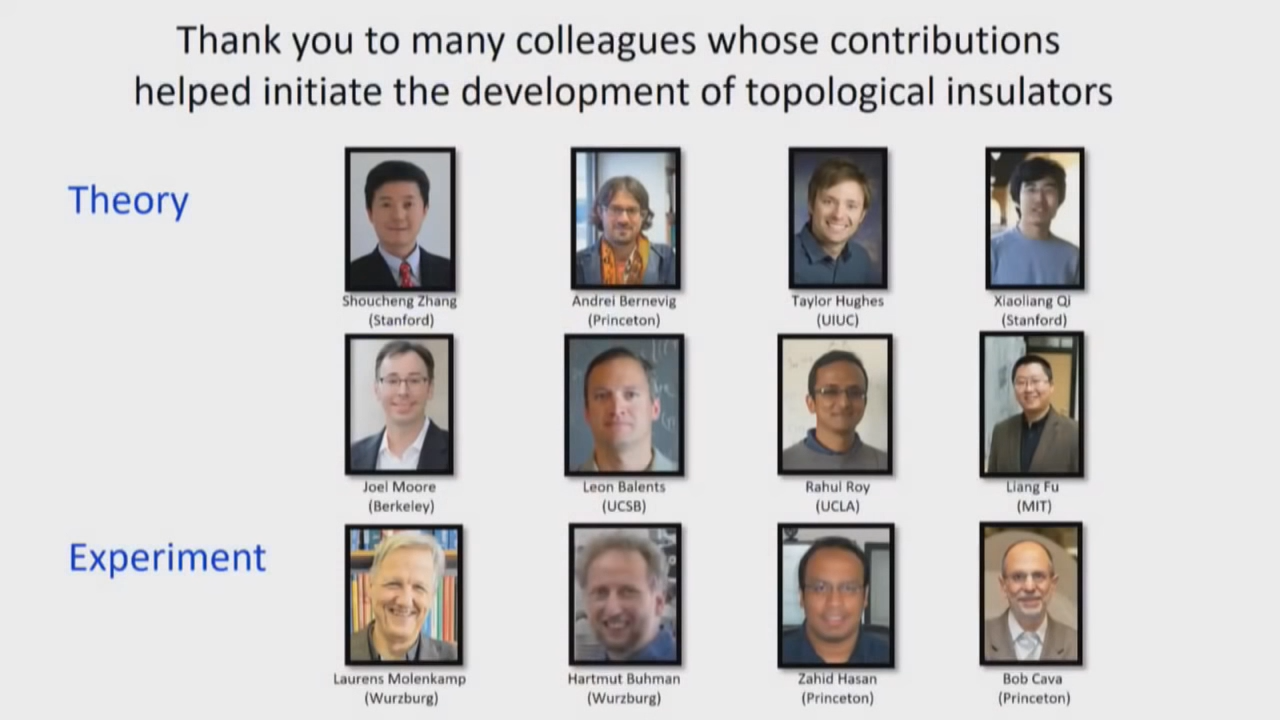 Thank you to many colleagues whose contributions
helped initiate the development of topological insulators
Theory
Shoucheng Zhang
(Stanford)
Andrei Bernevig
(Princeton)
Taylor Hughes
(UIUC)
Xiaoliang Qi
(Stanford)
Joel Moore
(Berkeley)
Leon Balents
(UCSB)
Rahul Roy
(UCLA)
Liang Fu
(MIT)
Experiment
Laurens Molenkamp
(Wurzburg)
Hartmut Buhman
(Wurzburg)
Zahid Hasan
(Princeton)
Bob Cava
(Princeton)